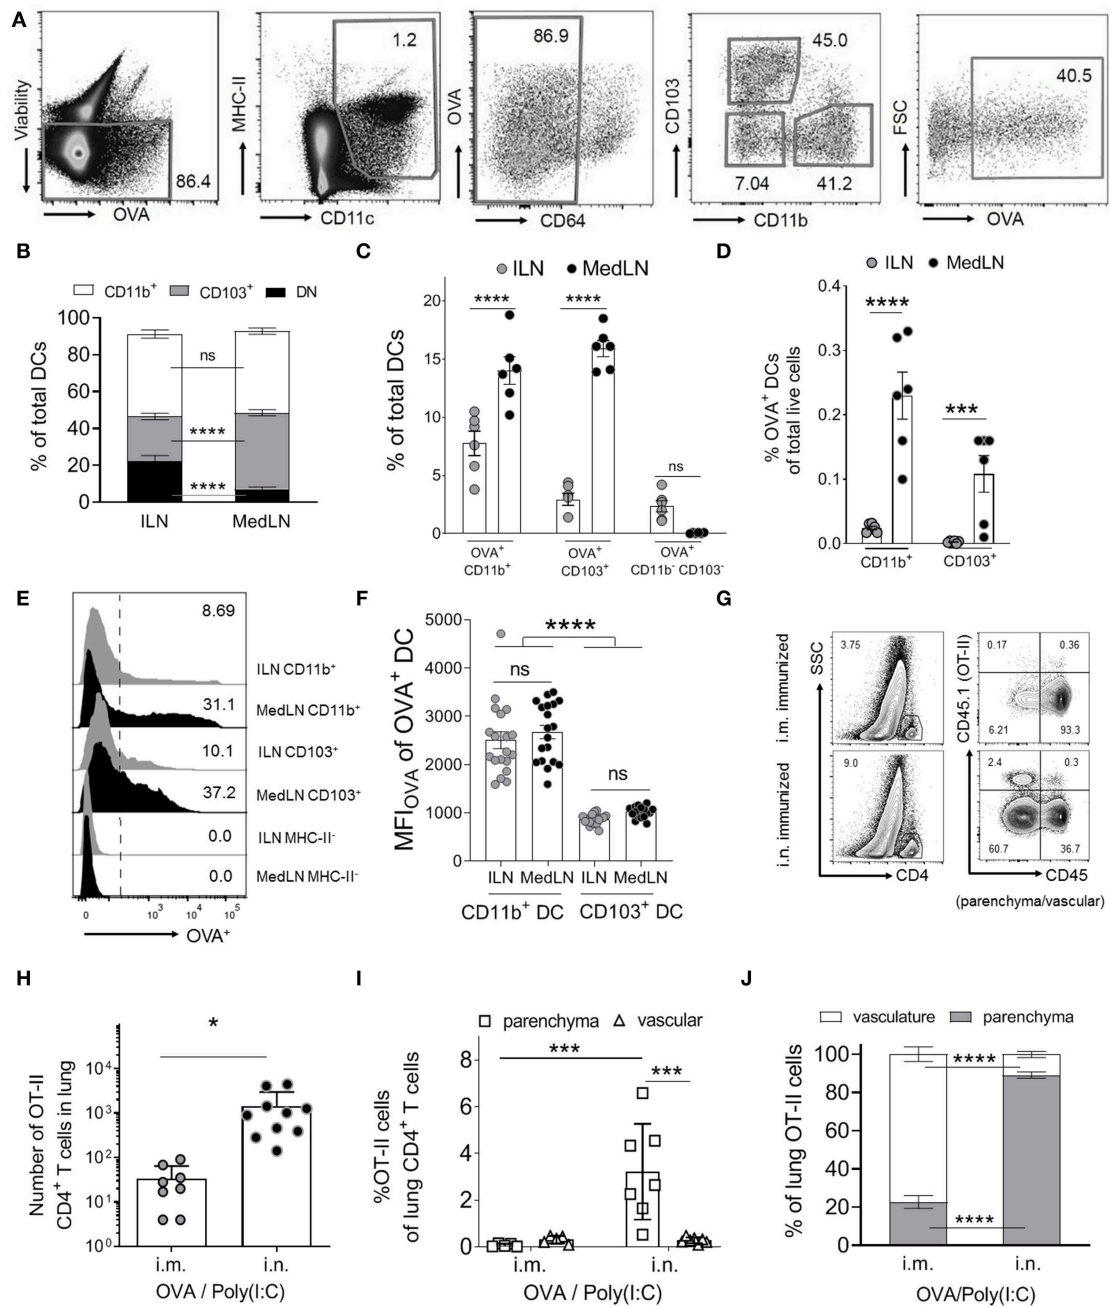 A
Viability
OVA
86.4
MHC-II
CD11c
1.2
OVA
CD64
86.9
CD103
CD11b
45.0
7.04
41.2
FSC
OVA
40.5
B
CD11b⁺ CD103⁺ DN
% of total DCs
100
80
60
40
20
0
ns
****
****
ILN MedLN
C
ILN MedLN
% of total DCs
20
15
10
5
0
****
****
ns
OVA⁺
CD11b⁺
OVA⁺
CD103⁺
OVA⁺
CD11b⁻ CD103⁻
D
ILN MedLN
% OVA⁺ DCs
of total live cells
0.4
0.3
0.2
0.1
0.0
****
***
CD11b⁺ CD103⁺
E
8.69
ILN CD11b⁺
31.1
MedLN CD11b⁺
10.1
ILN CD103⁺
37.2
MedLN CD103⁺
0.0
ILN MHC-II⁻
0.0
MedLN MHC-II⁻
0 10³ 10⁴ 10⁵
OVA⁺
F
MFI_OVA of OVA⁺ DC
5000
4000
3000
2000
1000
0
****
ns
ns
ILN MedLN ILN MedLN
CD11b⁺ DC CD103⁺ DC
G
i.m. immunized
SSC
3.75
CD45.1 (OT-II)
0.17 0.36
6.21 93.3
i.n. immunized
9.0
2.4 0.3
60.7 36.7
CD4
CD45
(parenchyma/vascular)
H
Number of OT-II
CD4⁺ T cells in lung
10⁴
10³
10²
10¹
10⁰
*
i.m. i.n.
OVA / Poly(I:C)
I
parenchyma vascular
%OT-II cells
of lung CD4⁺ T cells
8
6
4
2
0
***
***
i.m. i.n.
OVA / Poly(I:C)
J
vasculature parenchyma
% of lung OT-II cells
100
80
60
40
20
0
****
****
i.m. i.n.
OVA/Poly(I:C)